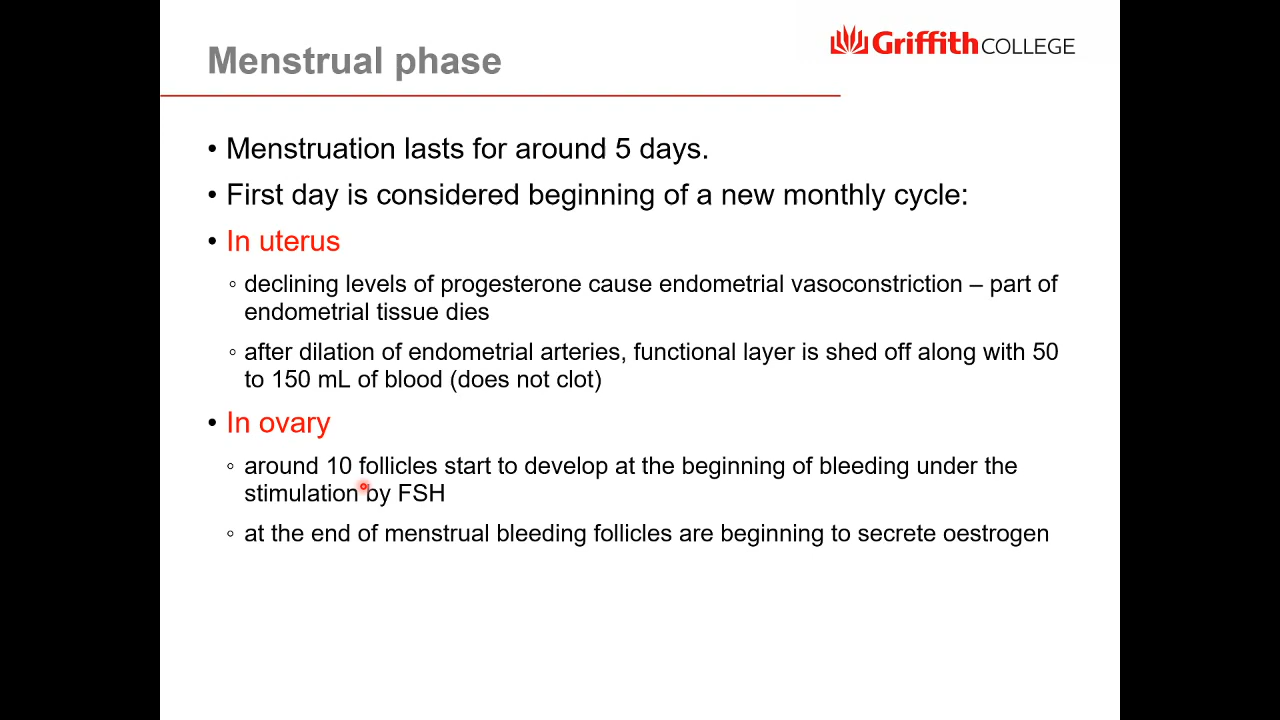 Menstrual phase
Griffith COLLEGE
• Menstruation lasts for around 5 days.
• First day is considered beginning of a new monthly cycle:
• In uterus
◦ declining levels of progesterone cause endometrial vasoconstriction – part of
endometrial tissue dies
◦ after dilation of endometrial arteries, functional layer is shed off along with 50
to 150 mL of blood (does not clot)
• In ovary
◦ around 10 follicles start to develop at the beginning of bleeding under the
stimulation by FSH
◦ at the end of menstrual bleeding follicles are beginning to secrete oestrogen